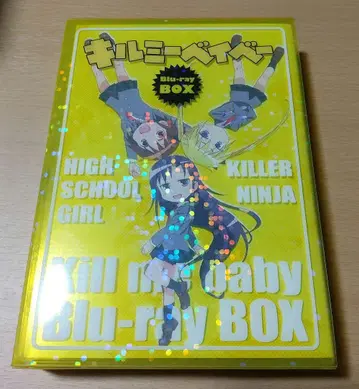 キルミーベイベー
Blu-ray
BOX
HIGH
SCHOOL
GIRL
KILLER
NINJA
Kill me baby
Blu-ray BOX